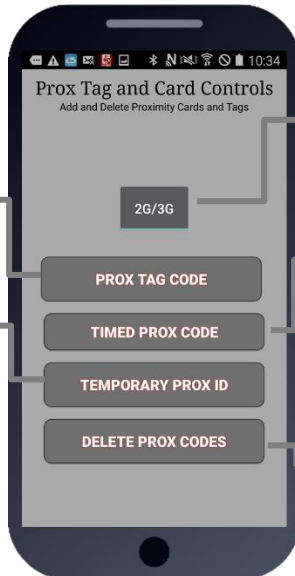 10:34
Prox Tag and Card Controls
Add and Delete Proximity Cards and Tags
2G/3G
PROX TAG CODE
TIMED PROX CODE
TEMPORARY PROX ID
DELETE PROX CODES